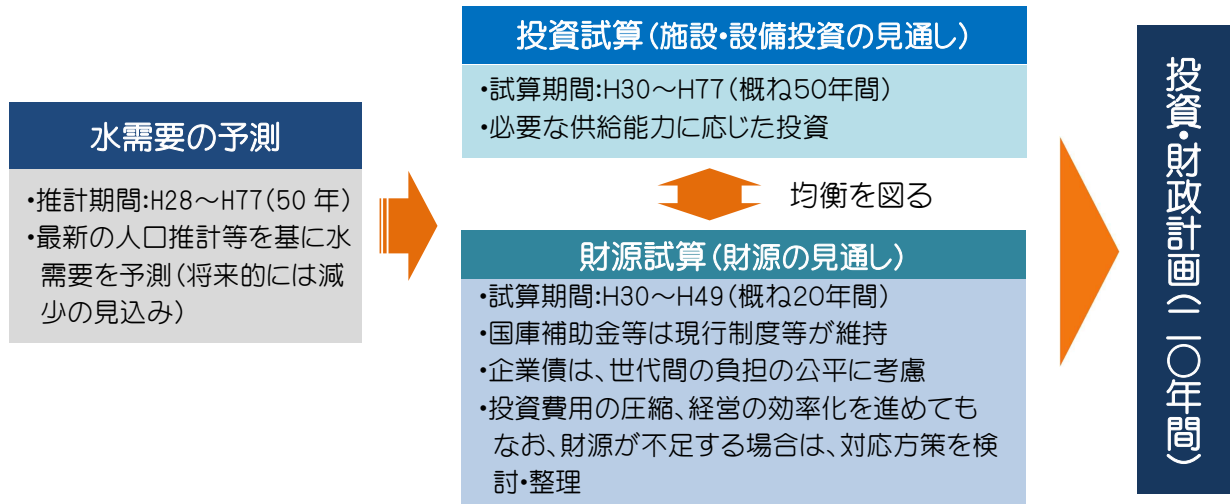 水需要の予測
・推計期間:H28～H77(50 年)
・最新の人口推計等を基に水
需要を予測(将来的には減
少の見込み)
投資試算(施設・設備投資の見通し)
・試算期間:H30～H77(概ね50年間)
・必要な供給能力に応じた投資
均衡を図る
財源試算(財源の見通し)
・試算期間:H30～H49(概ね20年間)
・国庫補助金等は現行制度等が維持
・企業債は、世代間の負担の公平に考慮
・投資費用の圧縮、経営の効率化を進めても
なお、財源が不足する場合は、対応方策を検
討・整理
投資・財政計画(二〇年間)